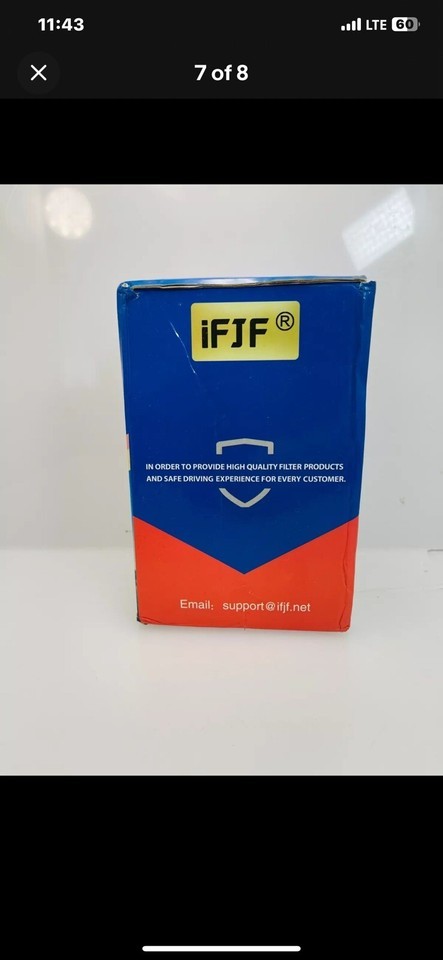 11:43
LTE 60
7 of 8
iFJF ®
IN ORDER TO PROVIDE HIGH QUALITY FILTER PRODUCTS
AND SAFE DRIVING EXPERIENCE FOR EVERY CUSTOMER.
Email: support@ifjf.net